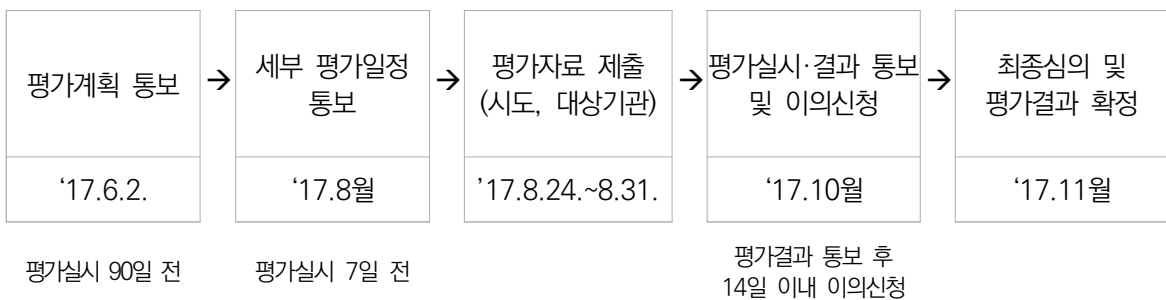 평가계획 통보
→
세부 평가일정
통보
→
평가자료 제출
(시도, 대상기관)
→
평가실시·결과 통보
및 이의신청
→
최종심의 및
평가결과 확정
‘17.6.2.
‘17.8월
’17.8.24.~8.31.
‘17.10월
‘17.11월
평가실시 90일 전
평가실시 7일 전
평가결과 통보 후
14일 이내 이의신청